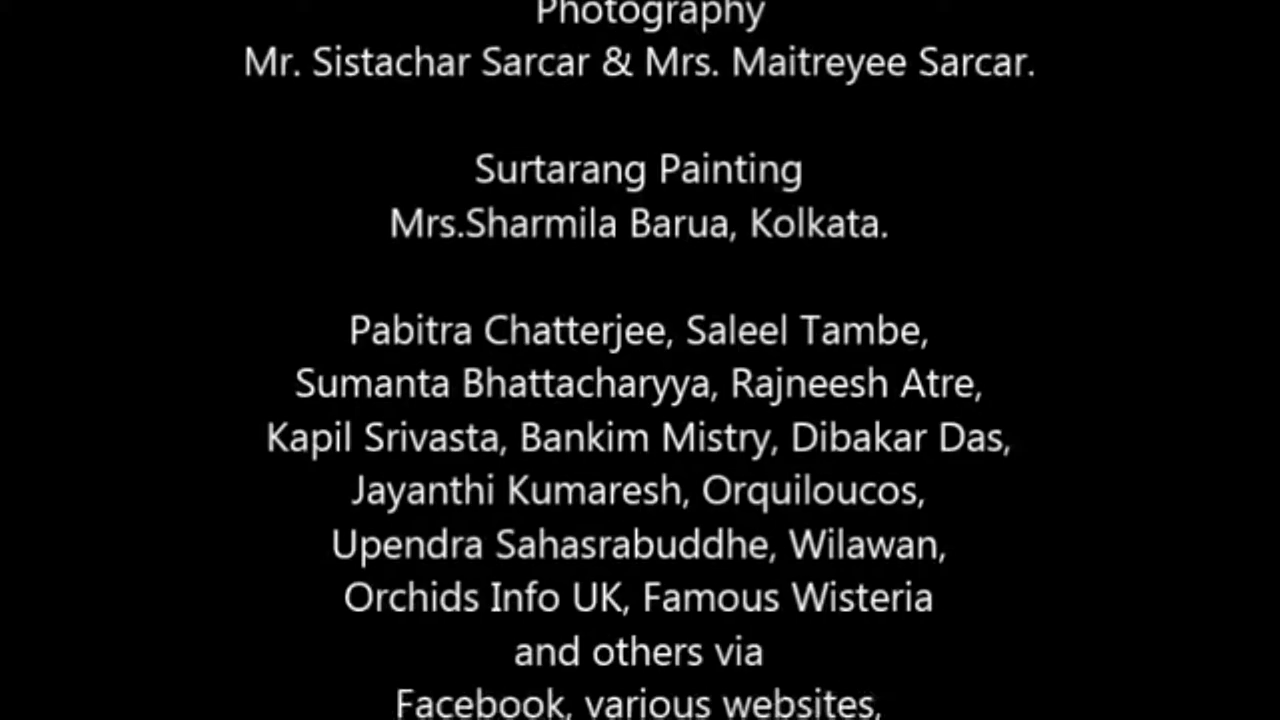 Photography
Mr. Sistachar Sarcar & Mrs. Maitreyee Sarcar.
Surtarang Painting
Mrs.Sharmila Barua, Kolkata.
Pabitra Chatterjee, Saleel Tambe,
Sumanta Bhattacharyya, Rajneesh Atre,
Kapil Srivasta, Bankim Mistry, Dibakar Das,
Jayanthi Kumaresh, Orquiloucos,
Upendra Sahasrabuddhe, Wilawan,
Orchids Info UK, Famous Wisteria
and others via
Facebook, various websites,